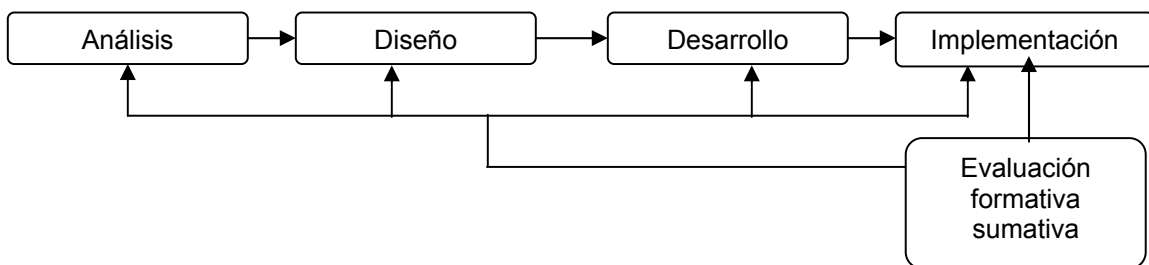 Análisis
Diseño
Desarrollo
Implementación
Evaluación
formativa
sumativa